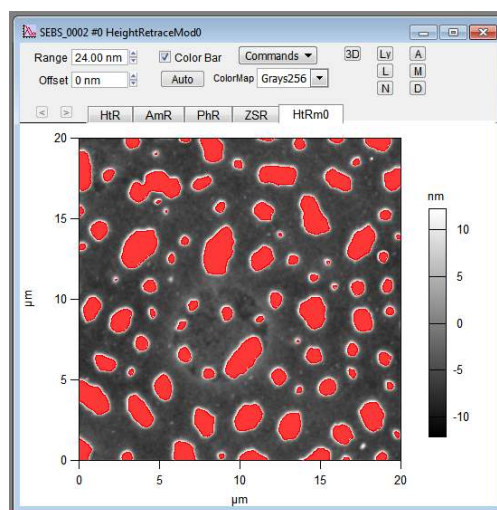 SEBS_0002 #0 HeightRetraceMod0
Range 24.00 nm Color Bar Commands 3D Lv A
Offset 0 nm Auto ColorMap Grays256 L M
N D
< > HtR AmR PhR ZSR HtRm0
20
15
10
5
0
µm
0 5 10 15 20
µm
nm
10
5
0
-5
-10